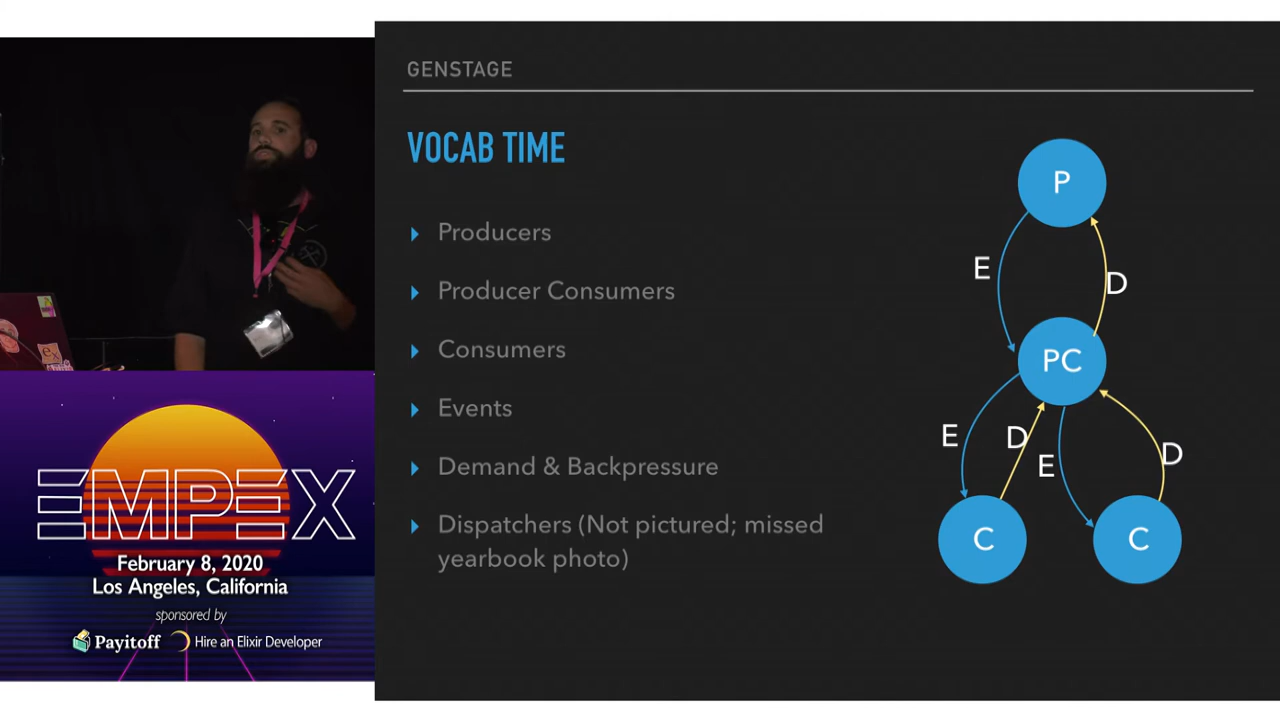 GENSTAGE
VOCAB TIME
Producers
Producer Consumers
Consumers
Events
Demand & Backpressure
Dispatchers (Not pictured; missed
yearbook photo)
P
E
D
PC
E
D
E
D
C
C
ex
EMPEX
February 8, 2020
Los Angeles, California
sponsored by
Payitoff
Hire an Elixir Developer